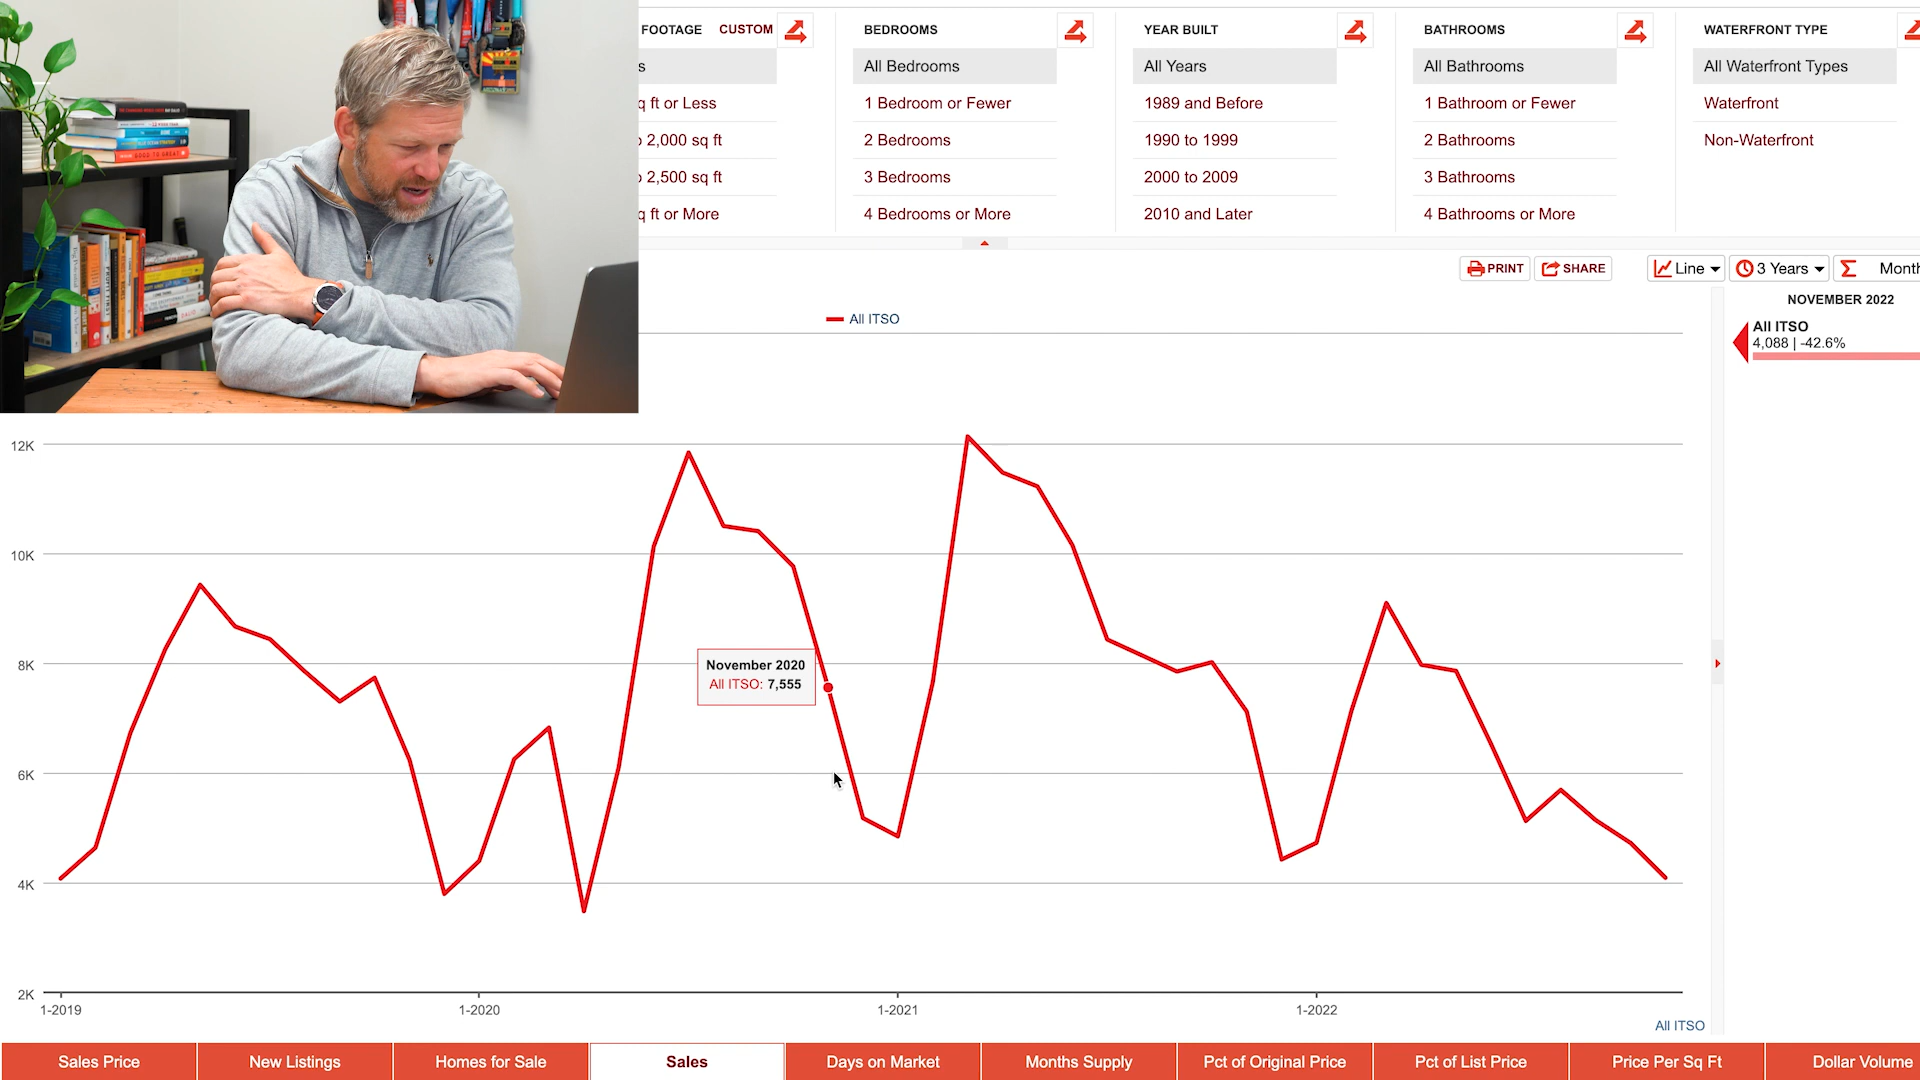 FOOTAGE CUSTOM
BEDROOMS
YEAR BUILT
BATHROOMS
WATERFRONT TYPE
s
All Bedrooms
All Years
All Bathrooms
All Waterfront Types
q ft or Less
1 Bedroom or Fewer
1989 and Before
1 Bathroom or Fewer
Waterfront
2,000 sq ft
2 Bedrooms
1990 to 1999
2 Bathrooms
Non-Waterfront
2,500 sq ft
3 Bedrooms
2000 to 2009
3 Bathrooms
q ft or More
4 Bedrooms or More
2010 and Later
4 Bathrooms or More
PRINT
SHARE
Line
3 Years
Σ Month
NOVEMBER 2022
All ITSO
4,088 | -42.6%
All ITSO
12K
10K
8K
6K
4K
2K
November 2020
All ITSO: 7,555
1-2019
1-2020
1-2021
1-2022
All ITSO
Sales Price
New Listings
Homes for Sale
Sales
Days on Market
Months Supply
Pct of Original Price
Pct of List Price
Price Per Sq Ft
Dollar Volume
GOOD TO GREAT